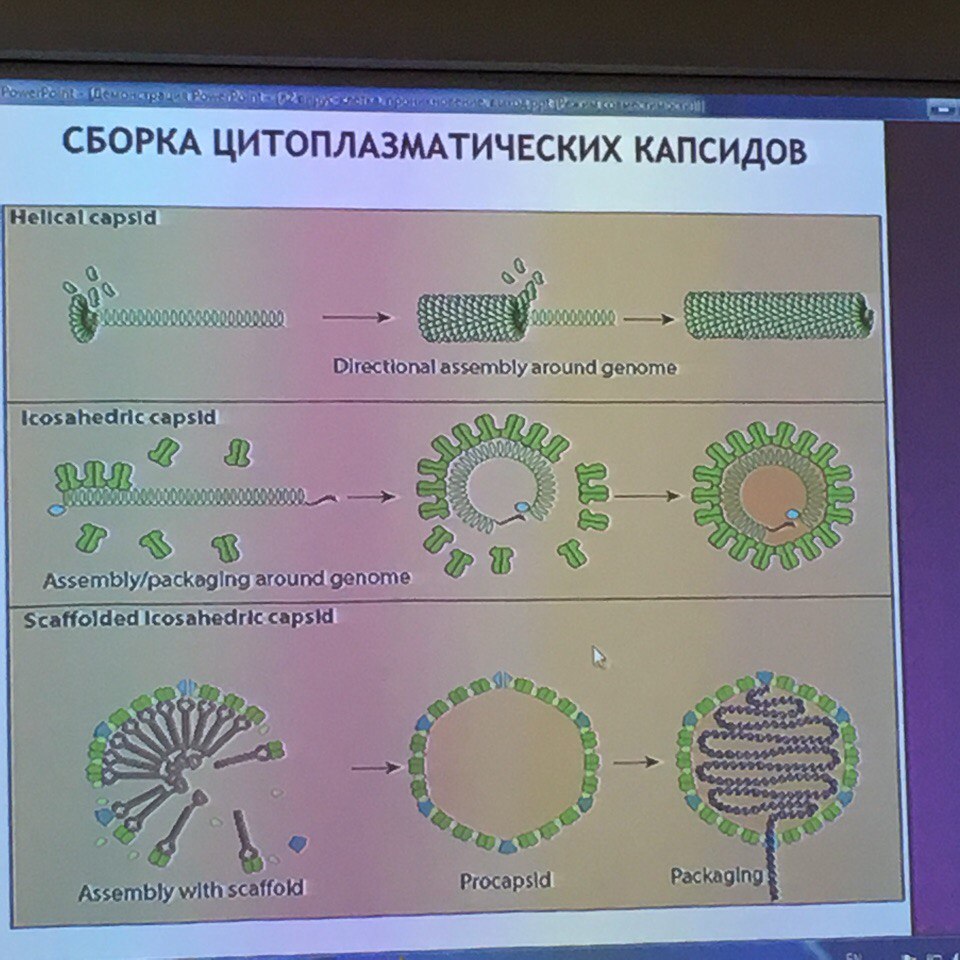 PowerPoint - [Демонстрация PowerPoint -
СБОРКА ЦИТОПЛАЗМАТИЧЕСКИХ КАПСИДОВ
Helical capsid
Directional assembly around genome
Icosahedric capsid
Assembly/packaging around genome
Scaffolded icosahedric capsid
Assembly with scaffold
Procapsid
Packaging
EN